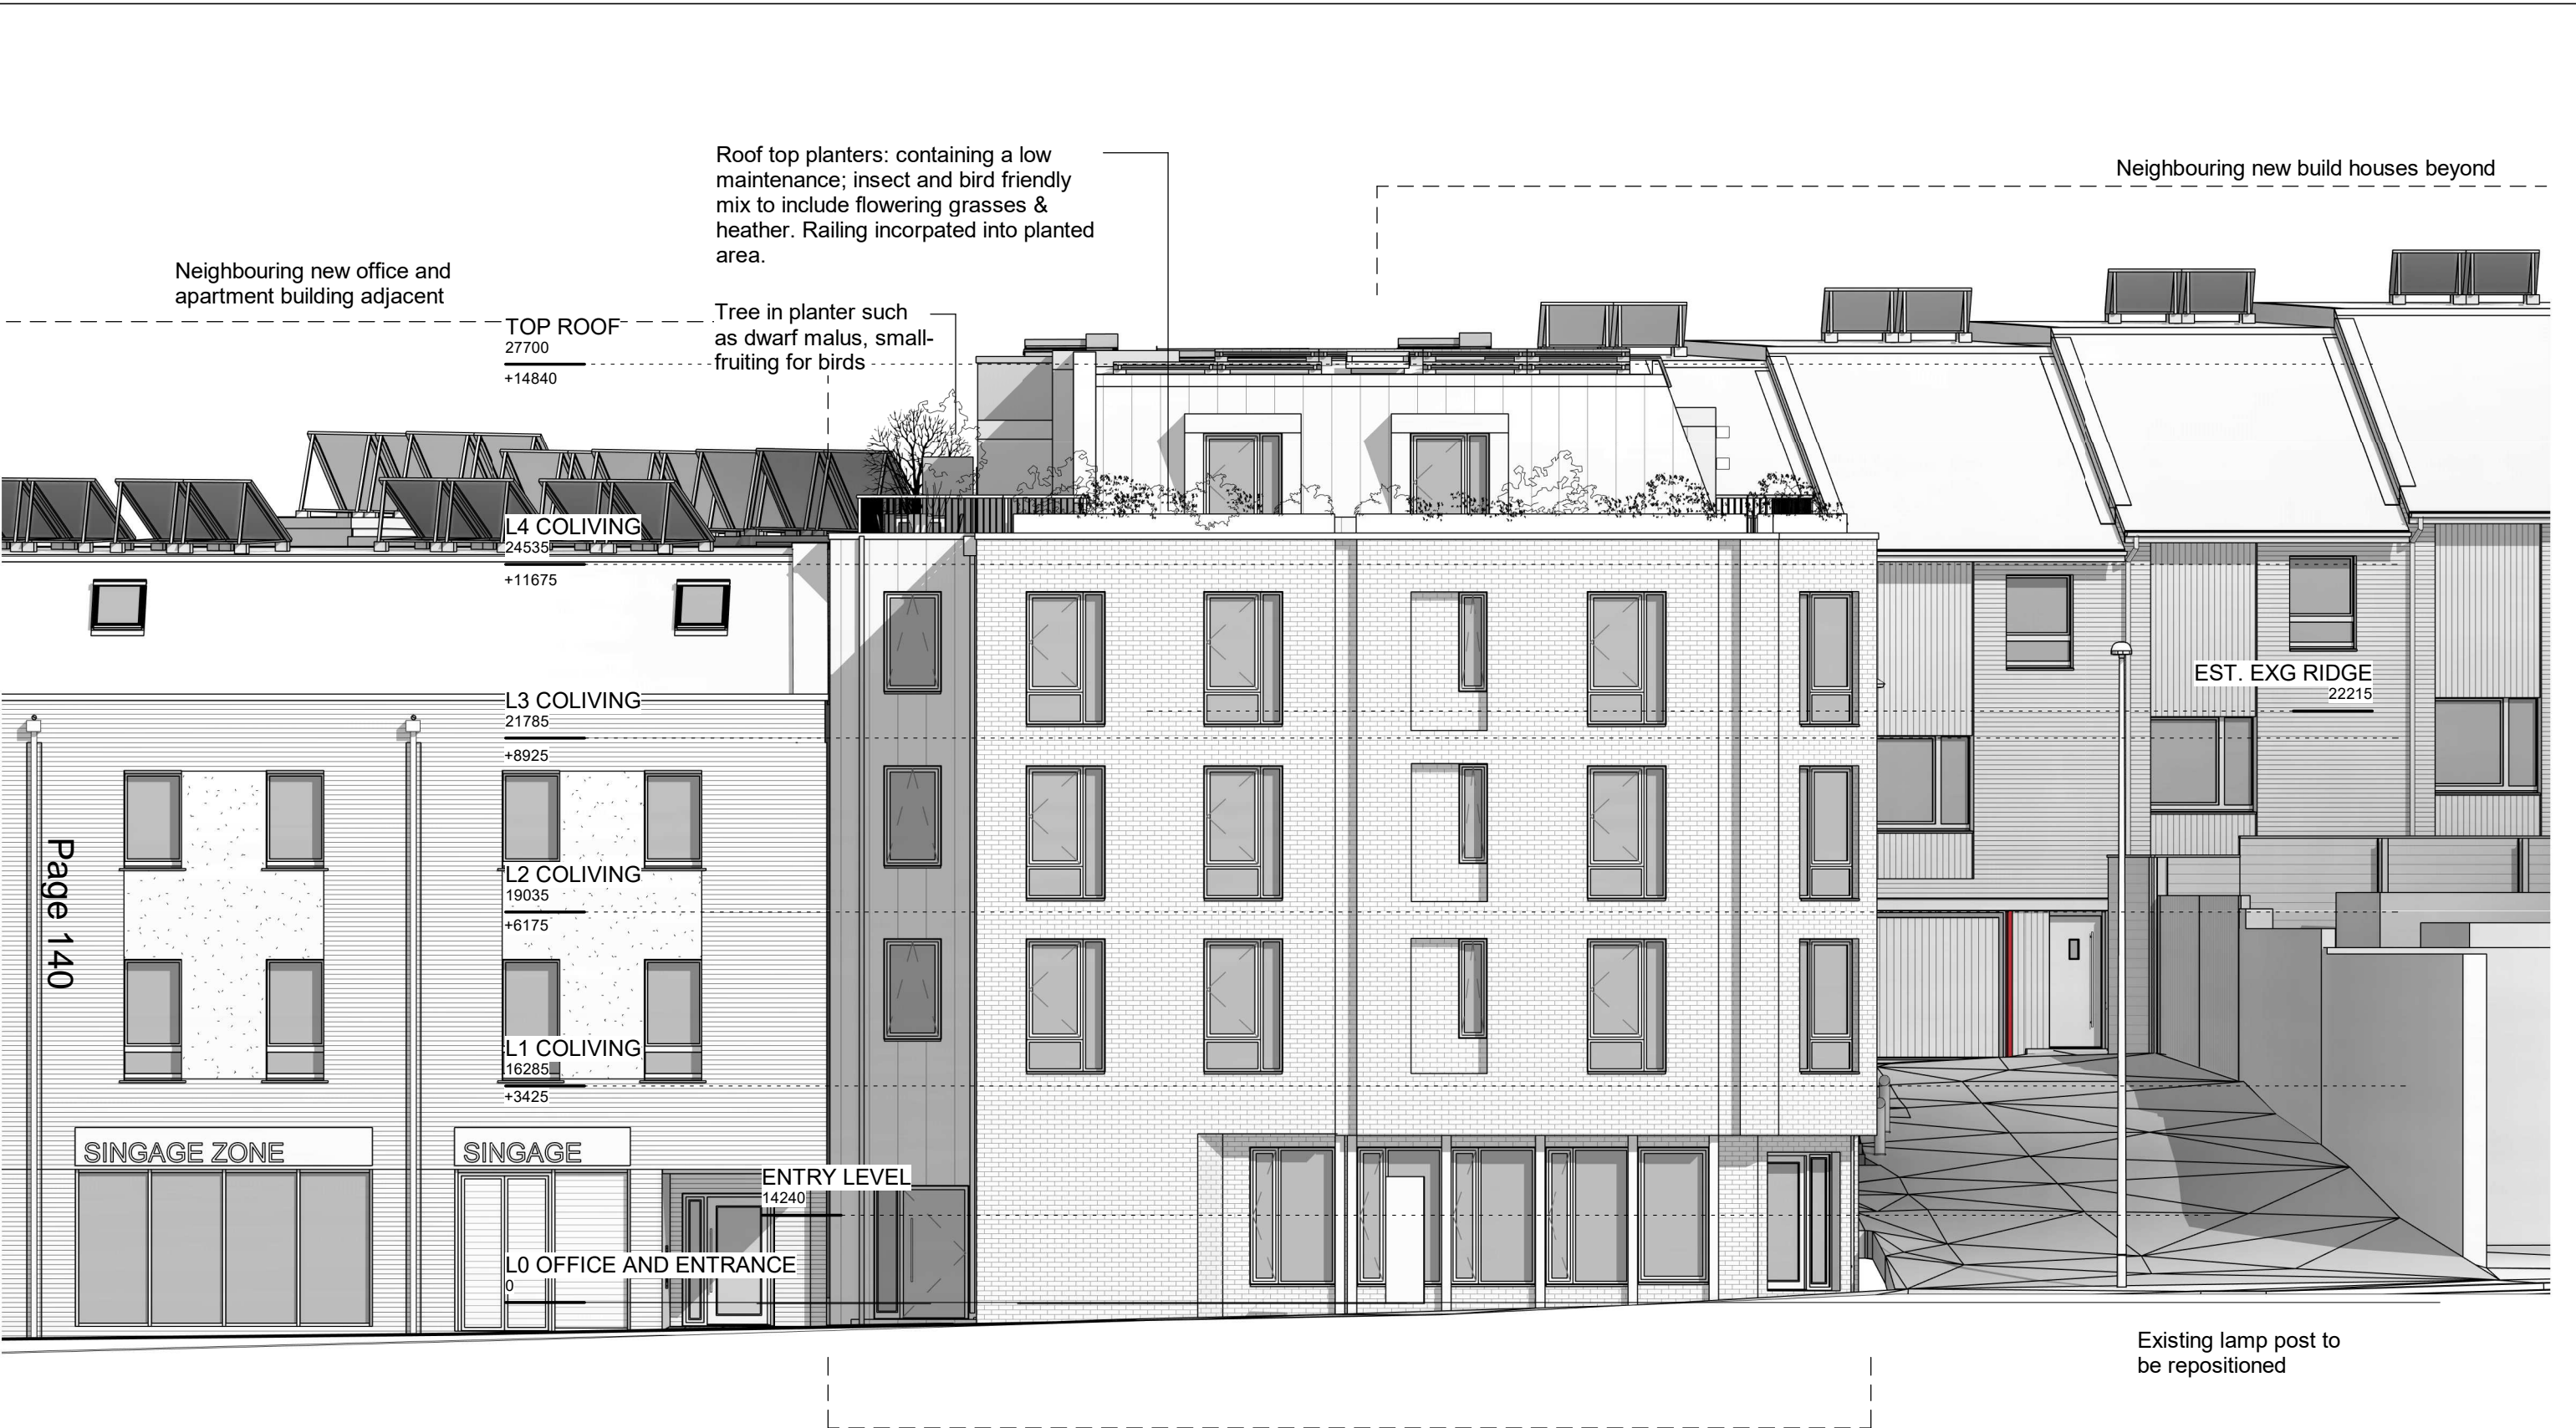 Roof top planters: containing a low
maintenance; insect and bird friendly
mix to include flowering grasses &
heather. Railing incorpated into planted
area.
Neighbouring new build houses beyond
Neighbouring new office and
apartment building adjacent
Tree in planter such
as dwarf malus, small-
fruiting for birds
TOP ROOF
27700
+14840
L4 COLIVING
24535
+11675
L3 COLIVING
21785
+8925
EST. EXG RIDGE
22215
L2 COLIVING
19035
+6175
Page 140
L1 COLIVING
16285
+3425
SINGAGE ZONE
SINGAGE
ENTRY LEVEL
14240
L0 OFFICE AND ENTRANCE
0
Existing lamp post to
be repositioned